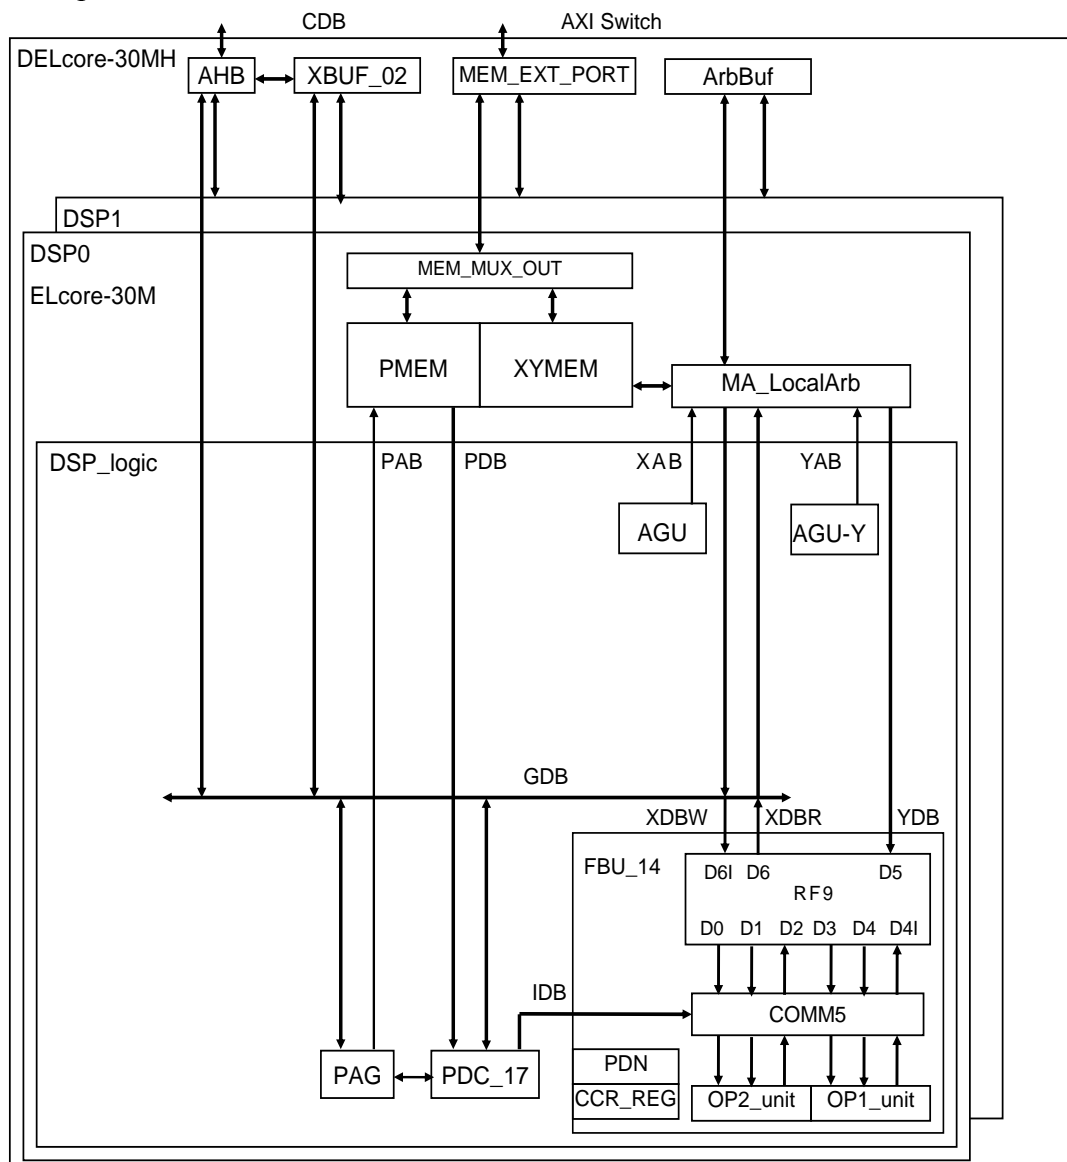 CDB AXI Switch
DELcore-30MH
AHB XBUF_02 MEM_EXT_PORT ArbBuf
DSP1
DSP0
MEM_MUX_OUT
ELcore-30M
PMEM XYMEM MA_LocalArb
DSP_logic PAB PDB XAB YAB
AGU AGU-Y
GDB
XDBW XDBR YDB
FBU_14 D6I D6 D5
RF9
D0 D1 D2 D3 D4 D4I
IDB
COMM5
PAG PDC_17 PDN
CCR_REG OP2_unit OP1_unit